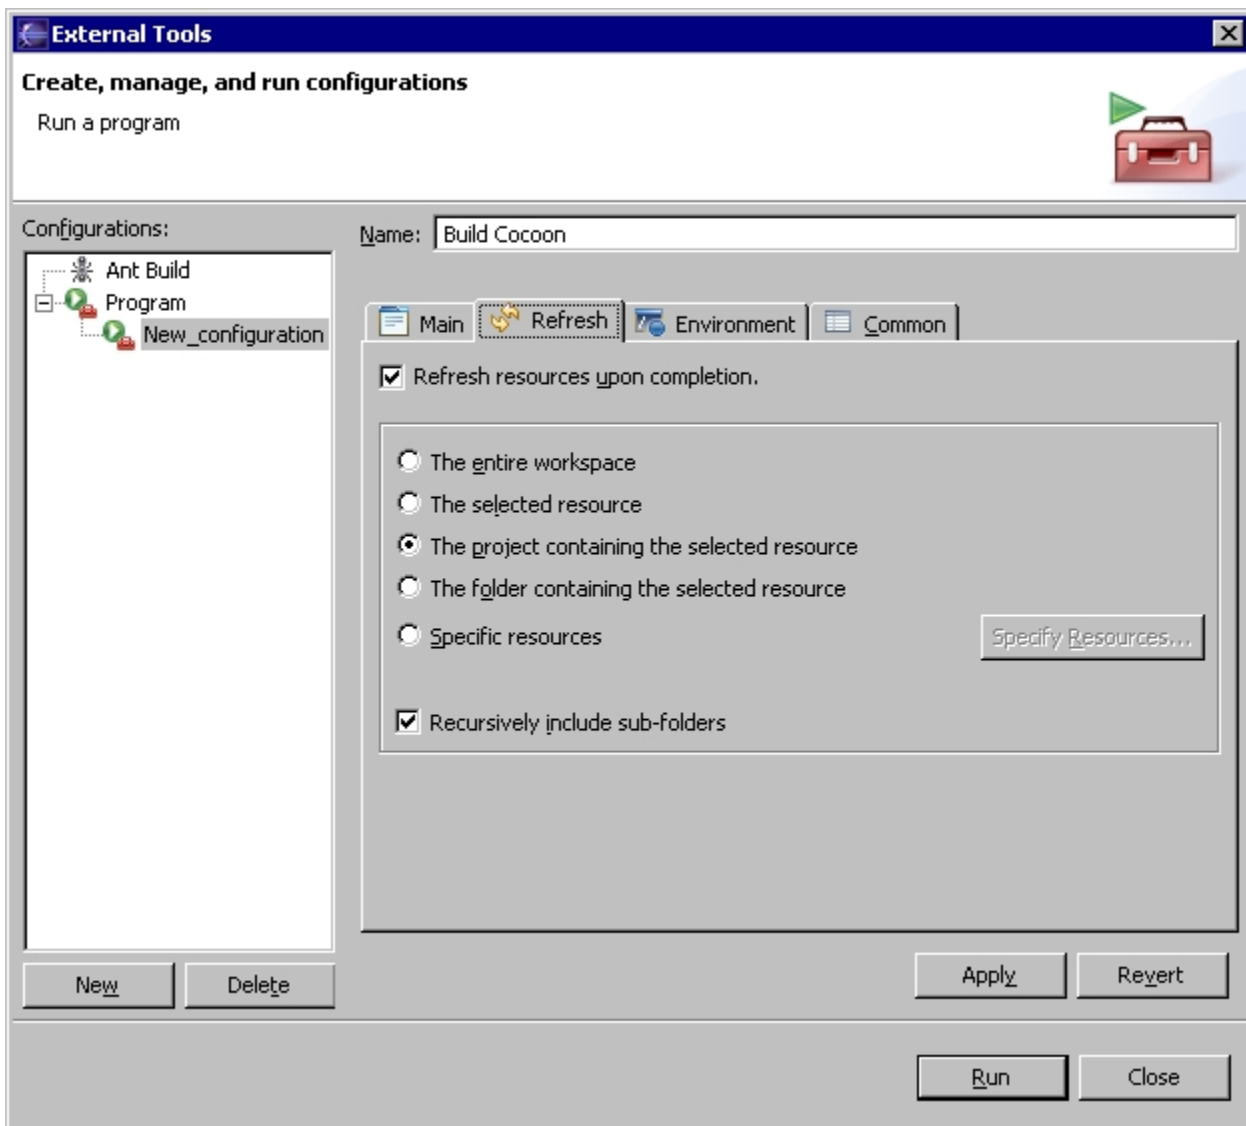 External Tools
Create, manage, and run configurations
Run a program
Configurations:
Name: Build Cocoon
Ant Build
Program
New_configuration
Main Refresh Environment Common
Refresh resources upon completion.
The entire workspace
The selected resource
The project containing the selected resource
The folder containing the selected resource
Specific resources Specify Resources...
Recursively include sub-folders
New Delete Apply Revert
Run Close